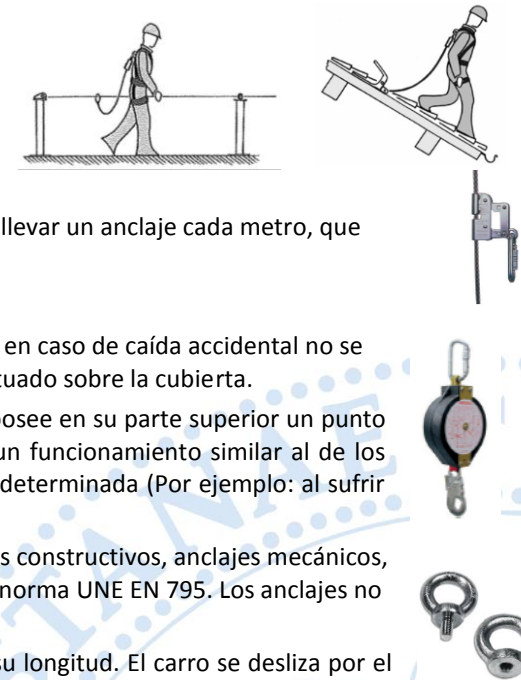 llevar un anclaje cada metro, que
en caso de caída accidental no se
tuado sobre la cubierta.
posee en su parte superior un punto
un funcionamiento similar al de los
determinada (Por ejemplo: al sufrir
s constructivos, anclajes mecánicos,
norma UNE EN 795. Los anclajes no
su longitud. El carro se desliza por el